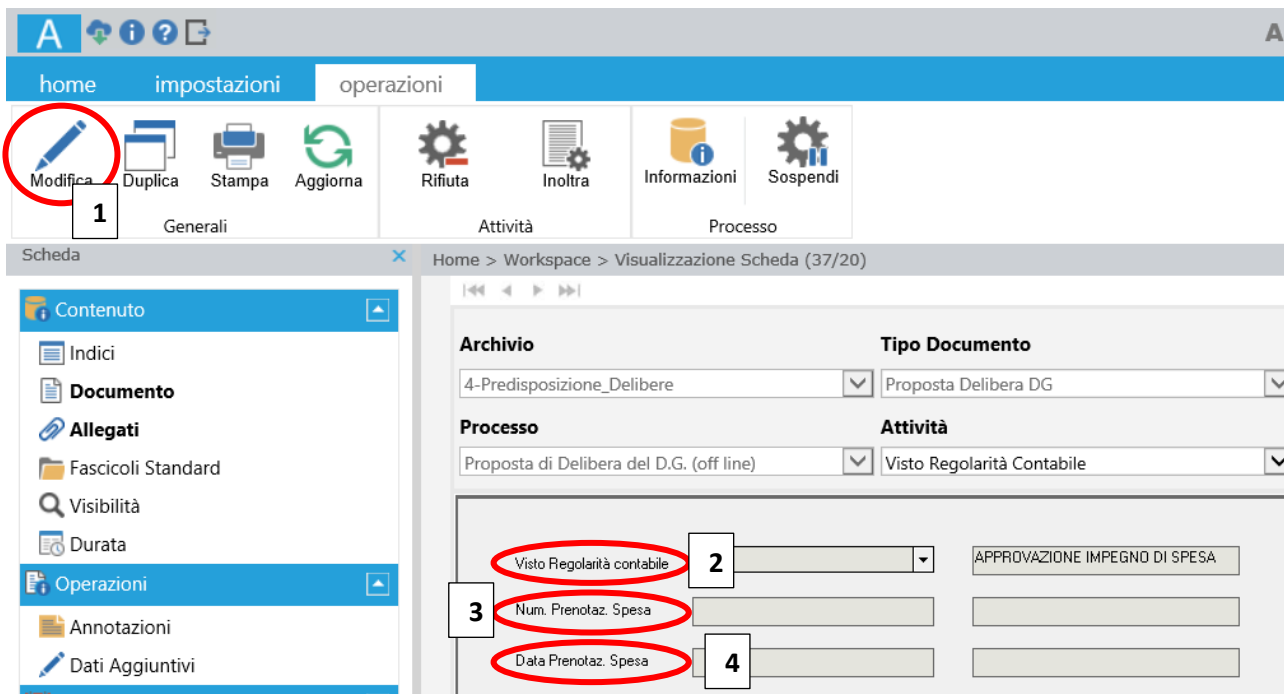 A
A
home impostazioni operazioni
Modifica Duplica Stampa Aggiorna Rifiuta Inoltra Informazioni Sospendi
1
Generali Attività Processo
Scheda
Home > Workspace > Visualizzazione Scheda (37/20)
Contenuto
Indici
Documento
Allegati
Fascicoli Standard
Visibilità
Durata
Operazioni
Annotazioni
Dati Aggiuntivi
Archivio Tipo Documento
4-Predisposizione_Delibere Proposta Delibera DG
Processo Attività
Proposta di Delibera del D.G. (off line) Visto Regolarità Contabile
Visto Regolarità contabile 2 APPROVAZIONE IMPEGNO DI SPESA
3 Num. Prenotaz. Spesa
Data Prenotaz. Spesa 4